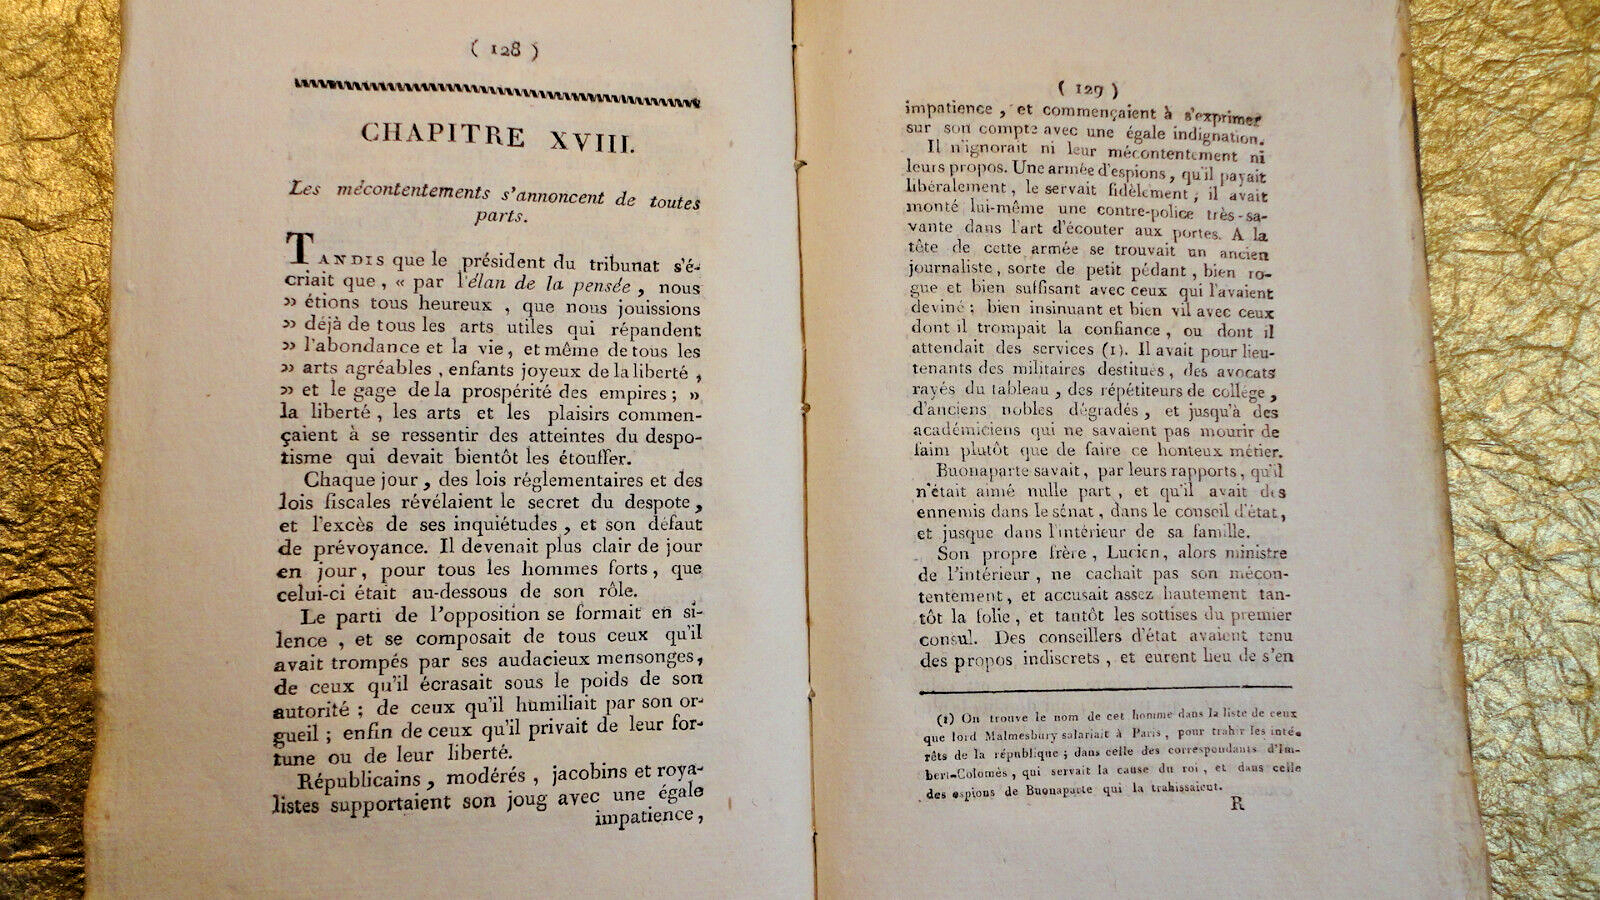 ( 128 )
CHAPITRE XVIII.
Les mécontentements s'annoncent de toutes
parts.
TANDIS que le président du tribunat s'é-
criait que, « par l'élan de la pensée, nous
» étions tous heureux, que nous jouissions
» déjà de tous les arts utiles qui répandent
» l'abondance et la vie, et même de tous les
» arts agréables, enfants joyeux de la liberté,
» et le gage de la prospérité des empires; »
la liberté, les arts et les plaisirs commen-
çaient à se ressentir des atteintes du despo-
tisme qui devait bientôt les étouffer.
Chaque jour, des lois réglementaires et des
lois fiscales révélaient le secret du despote,
et l'excès de ses inquiétudes, et son défaut
de prévoyance. Il devenait plus clair de jour
en jour, pour tous les hommes forts, que
celui-ci était au-dessous de son rôle.
Le parti de l'opposition se formait en si-
lence, et se composait de tous ceux qu'il
avait trompés par ses audacieux mensonges,
de ceux qu'il écrasait sous le poids de son
autorité; de ceux qu'il humiliait par son or-
gueil; enfin de ceux qu'il privait de leur for-
tune ou de leur liberté.
Républicains, modérés, jacobins et roya-
listes supportaient son joug avec une égale
impatience,
( 129 )
impatience, et commençaient à s'exprimer
sur son compte avec une égale indignation.
Il n'ignorait ni leur mécontentement ni
leurs propos. Une armée d'espions, qu'il payait
libéralement, le servait fidèlement; il avait
monté lui-même une contre-police très-sa-
vante dans l'art d'écouter aux portes. A la
tête de cette armée se trouvait un ancien
journaliste, sorte de petit pédant, bien ro-
gue et bien suffisant avec ceux qui l'avaient
deviné; bien insinuant et bien vil avec ceux
dont il trompait la confiance, ou dont il
attendait des services (1). Il avait pour lieu-
tenants des militaires destitués, des avocats
rayés du tableau, des répétiteurs de collége,
d'anciens nobles dégradés, et jusqu'à des
académiciens qui ne savaient pas mourir de
faim plutôt que de faire ce honteux métier.
Buonaparte savait, par leurs rapports, qu'il
n'était aimé nulle part, et qu'il avait des
ennemis dans le sénat, dans le conseil d'état,
et jusque dans l'intérieur de sa famille.
Son propre frère, Lucien, alors ministre
de l'intérieur, ne cachait pas son mécon-
tentement, et accusait assez hautement tan-
tôt la folie, et tantôt les sottises du premier
consul. Des conseillers d'état avaient tenu
des propos indiscrets, et eurent lieu de s'en
(1) On trouve le nom de cet homme dans la liste de ceux
que lord Malmesbury salariait à Paris, pour trahir les inté-
rêts de la république; dans celle des correspondants d'Im-
bert-Colomès, qui servait la cause du roi, et dans celle
des espions de Buonaparte qui la trahissaient.
R